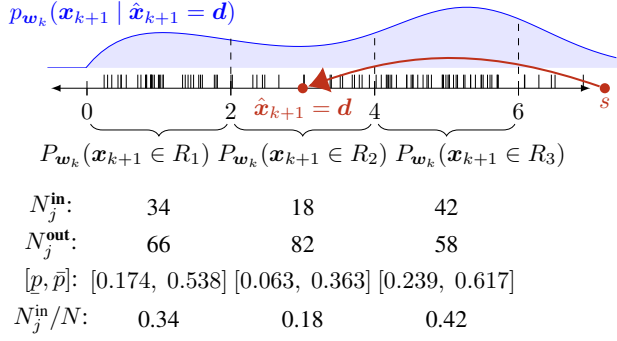 p_{w_k}(x_{k+1} | x̂_{k+1} = d)
0 2 4 6
x̂_{k+1} = d s
P_{w_k}(x_{k+1} ∈ R_1) P_{w_k}(x_{k+1} ∈ R_2) P_{w_k}(x_{k+1} ∈ R_3)
N_j^{in}: 34 18 42
N_j^{out}: 66 82 58
[p̲, p̄]: [0.174, 0.538] [0.063, 0.363] [0.239, 0.617]
N_j^{in}/N: 0.34 0.18 0.42